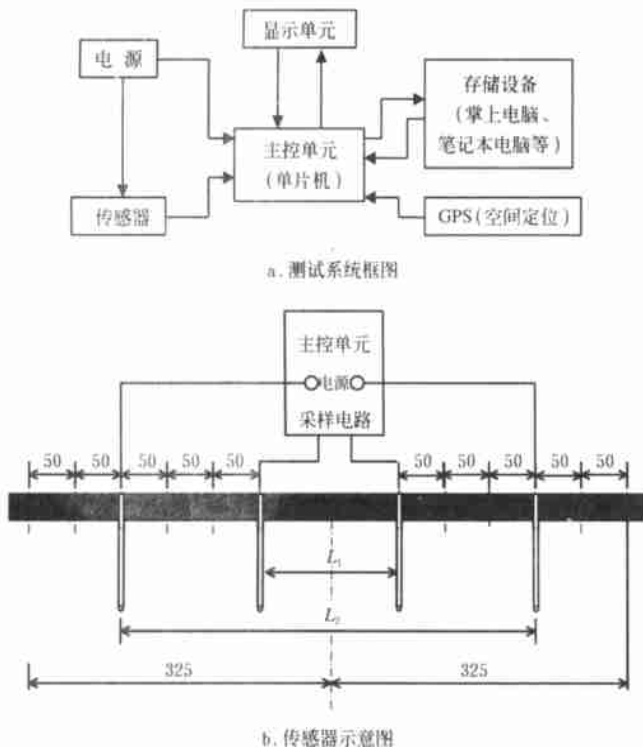 显示单元
电 源
存储设备
(掌上电脑、
笔记本电脑等)
主控单元
(单片机)
传感器
GPS(空间定位)
a.测试系统框图
主控单元
电源
采样电路
50 50 50 50 50 50 50 50 50 50
L₁
L₂
325 325
b.传感器示意图